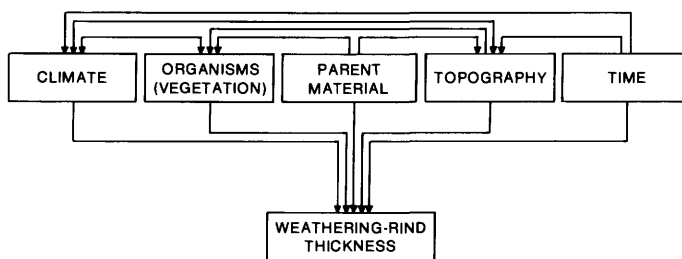 CLIMATE
ORGANISMS
(VEGETATION)
PARENT
MATERIAL
TOPOGRAPHY
TIME
WEATHERING-RIND
THICKNESS